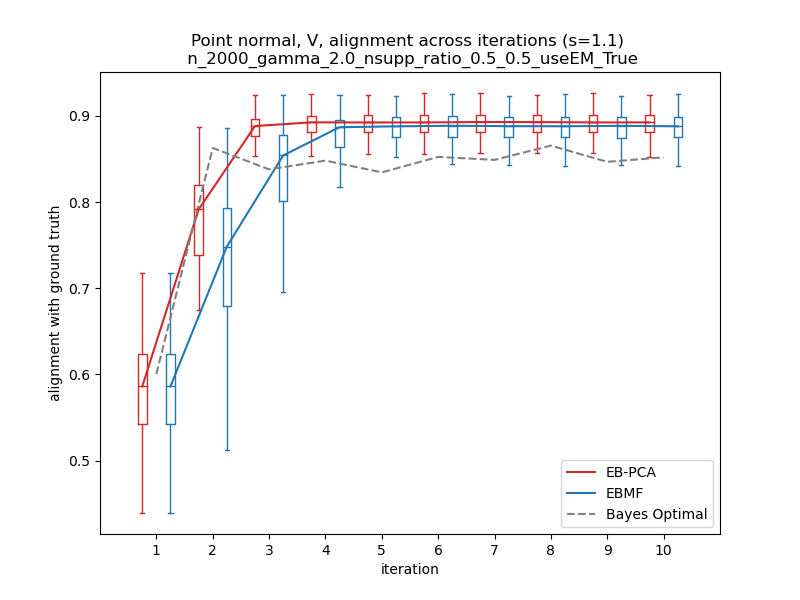 Point normal, V, alignment across iterations (s=1.1)
n_2000_gamma_2.0_nsupp_ratio_0.5_0.5_useEM_True
alignment with ground truth
0.9
0.8
0.7
0.6
0.5
EB-PCA
EBMF
Bayes Optimal
1 2 3 4 5 6 7 8 9 10
iteration